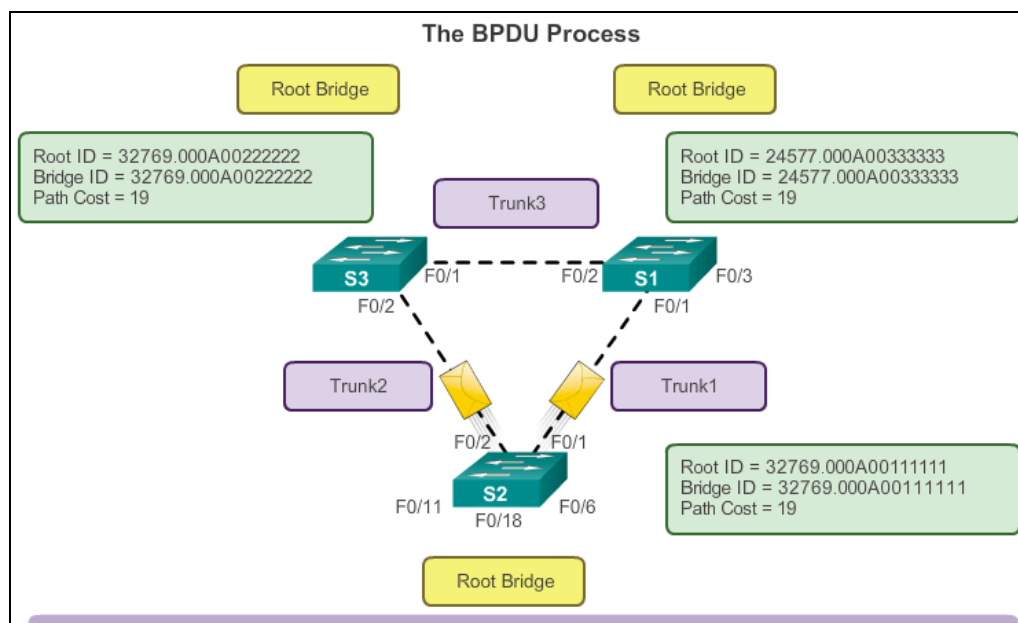 The BPDU Process
Root Bridge
Root Bridge
Root ID = 32769.000A00222222
Bridge ID = 32769.000A00222222
Path Cost = 19
Root ID = 24577.000A00333333
Bridge ID = 24577.000A00333333
Path Cost = 19
Trunk3
S3
F0/1
F0/2
S1
F0/3
F0/2
F0/1
Trunk2
Trunk1
F0/2
F0/1
S2
F0/11
F0/18
F0/6
Root ID = 32769.000A00111111
Bridge ID = 32769.000A00111111
Path Cost = 19
Root Bridge